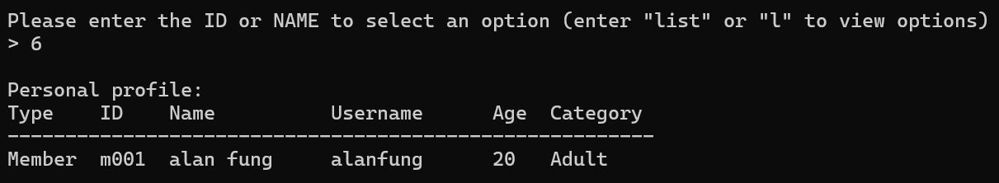 Please enter the ID or NAME to select an option (enter "list" or "l" to view options)
> 6
Personal profile:
Type    ID    Name          Username      Age  Category
--------------------------------------------------------
Member  m001  alan fung     alanfung      20   Adult